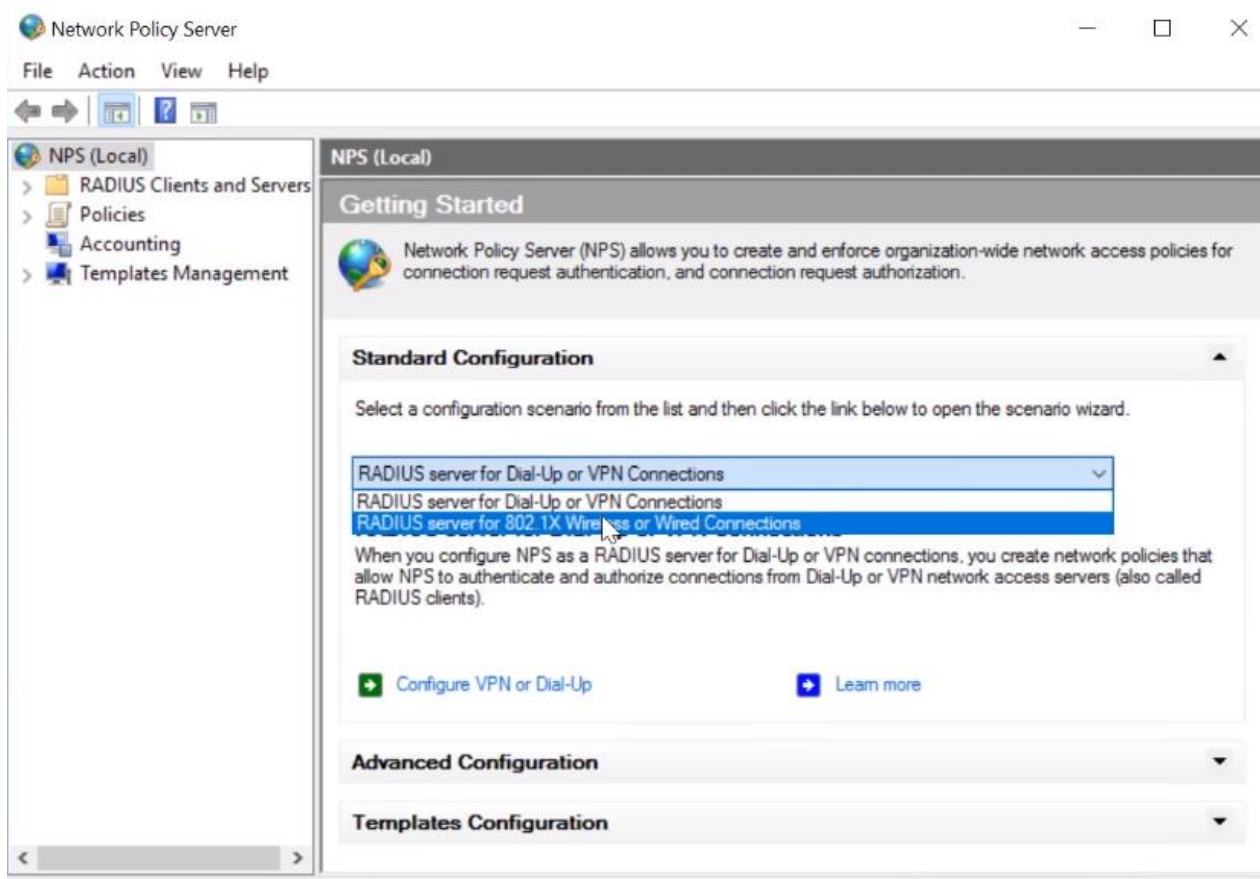 Network Policy Server
File Action View Help
NPS (Local)
RADIUS Clients and Servers
Policies
Accounting
Templates Management
NPS (Local)
Getting Started
Network Policy Server (NPS) allows you to create and enforce organization-wide network access policies for
connection request authentication, and connection request authorization.
Standard Configuration
Select a configuration scenario from the list and then click the link below to open the scenario wizard.
RADIUS server for Dial-Up or VPN Connections
RADIUS server for Dial-Up or VPN Connections
RADIUS server for 802.1X Wireless or Wired Connections
When you configure NPS as a RADIUS server for Dial-Up or VPN connections, you create network policies that
allow NPS to authenticate and authorize connections from Dial-Up or VPN network access servers (also called
RADIUS clients).
Configure VPN or Dial-Up
Learn more
Advanced Configuration
Templates Configuration